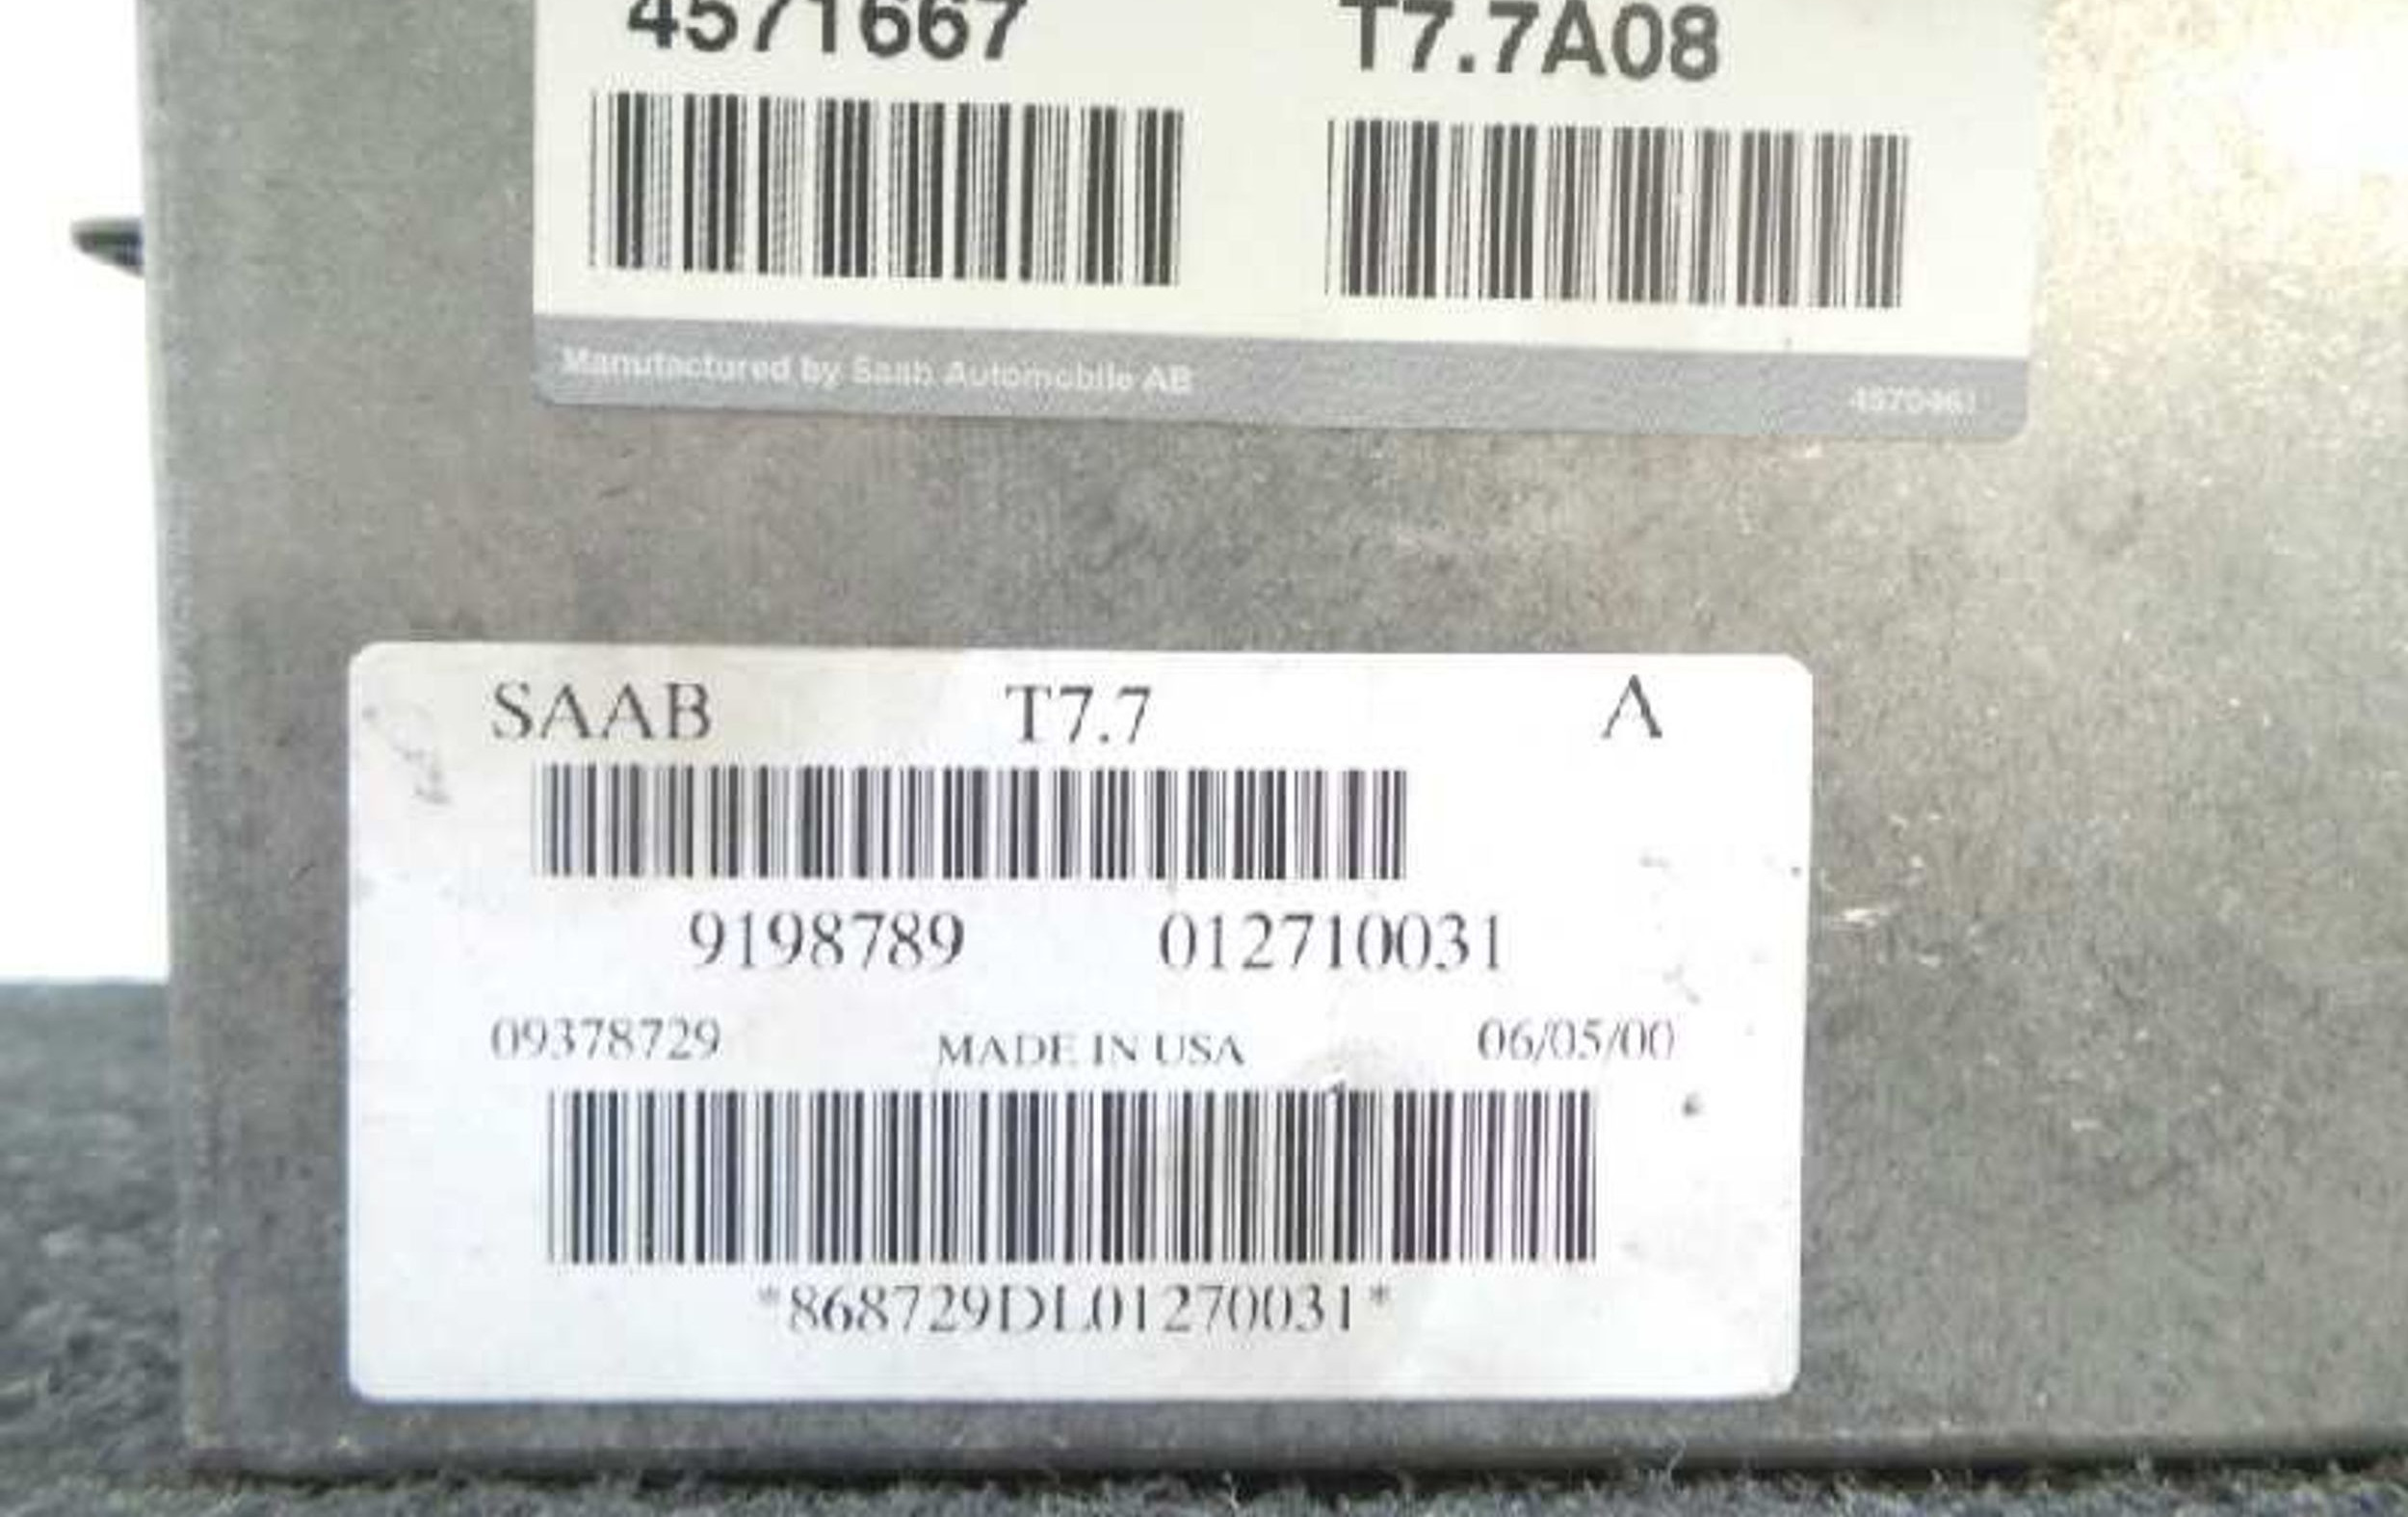 4571667 T7.7A08
Manufactured by Saab Automobile AB
SAAB T7.7 A
9198789 012710031
09378729 MADE IN USA 06/05/00
*868729DL01270031*